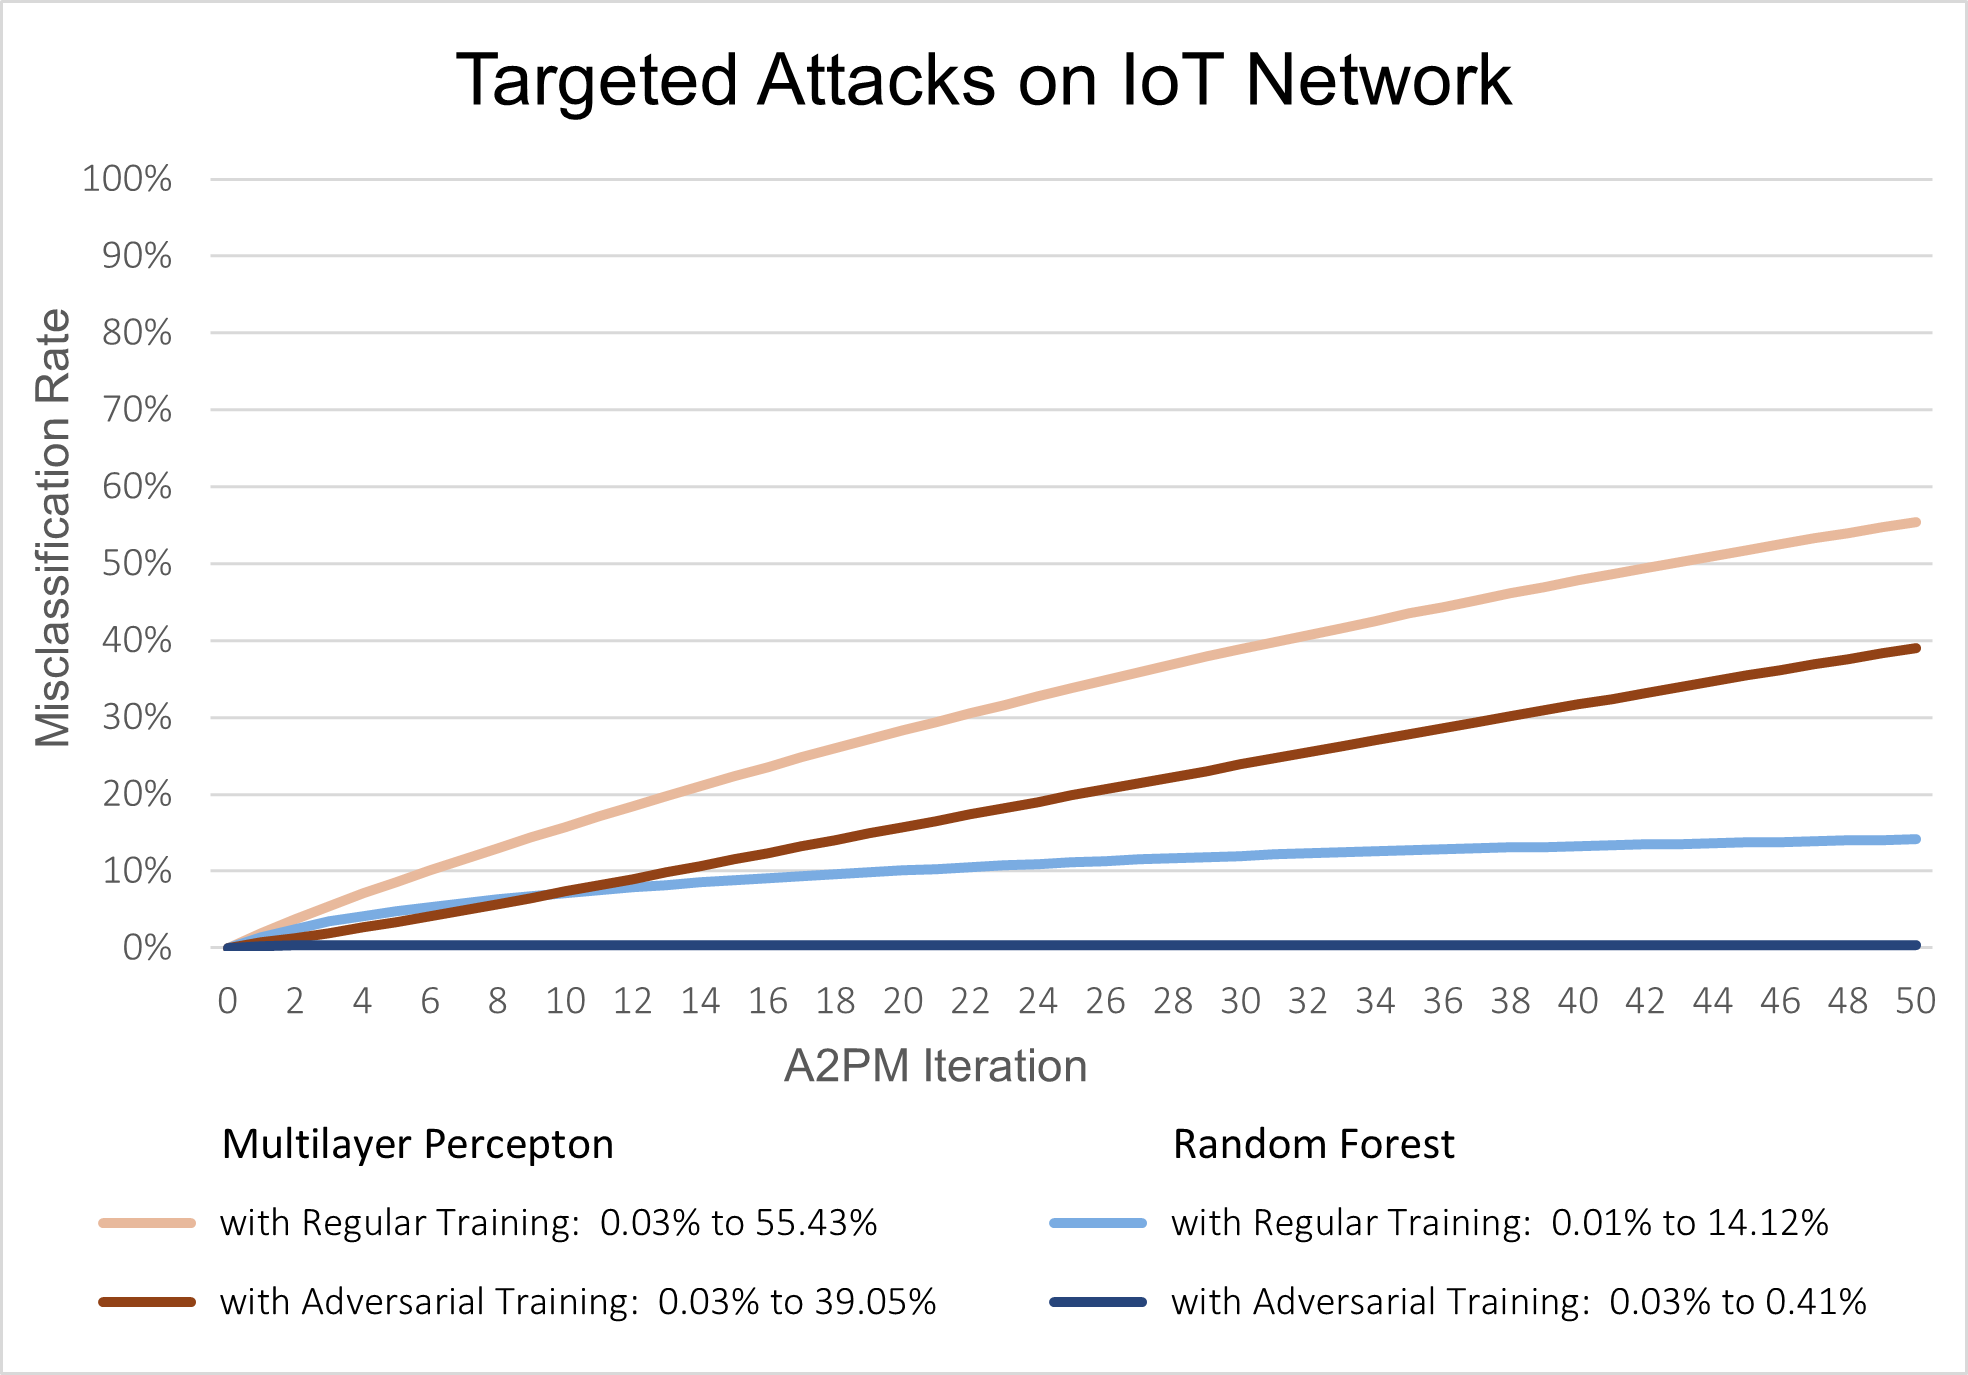 Targeted Attacks on IoT Network
100%
90%
80%
70%
60%
50%
40%
30%
20%
10%
0%
Misclassification Rate
0 2 4 6 8 10 12 14 16 18 20 22 24 26 28 30 32 34 36 38 40 42 44 46 48 50
A2PM Iteration
Multilayer Percepton
with Regular Training: 0.03% to 55.43%
with Adversarial Training: 0.03% to 39.05%
Random Forest
with Regular Training: 0.01% to 14.12%
with Adversarial Training: 0.03% to 0.41%